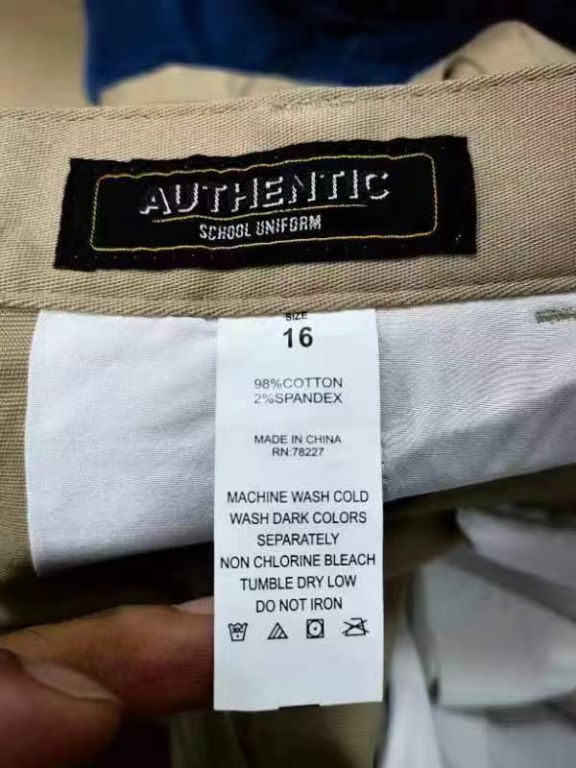 AUTHENTIC
SCHOOL UNIFORM
SIZE
16
98%COTTON
2%SPANDEX
MADE IN CHINA
RN:78227
MACHINE WASH COLD
WASH DARK COLORS
SEPARATELY
NON CHLORINE BLEACH
TUMBLE DRY LOW
DO NOT IRON